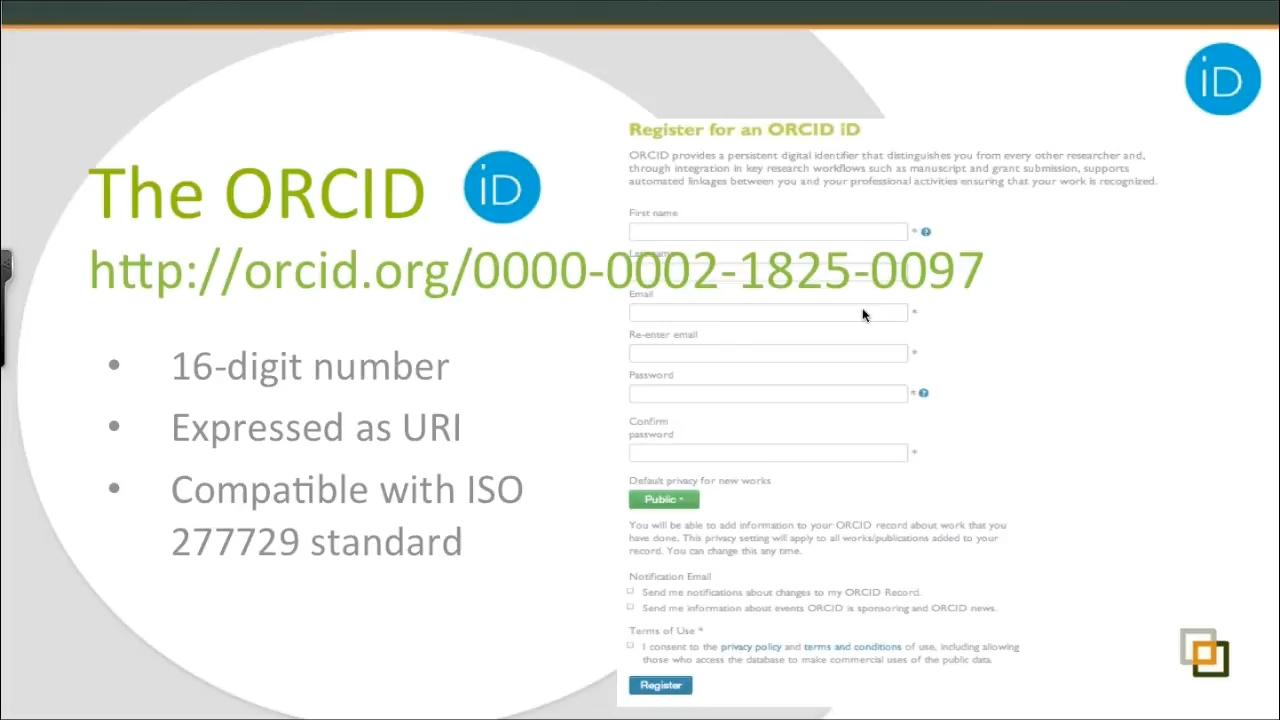 iD
The ORCID iD
http://orcid.org/0000-0002-1825-0097
• 16-digit number
• Expressed as URI
• Compatible with ISO
277729 standard
Register for an ORCID iD
ORCID provides a persistent digital identifier that distinguishes you from every other researcher and,
through integration in key research workflows such as manuscript and grant submission, supports
automated linkages between you and your professional activities ensuring that your work is recognized.
First name
* ?
Last name
Email
*
Re-enter email
*
Password
* ?
Confirm
password
*
Default privacy for new works
Public
You will be able to add information to your ORCID record about work that you
have done. This privacy setting will apply to all works/publications added to your
record. You can change this any time.
Notification Email
Send me notifications about changes to my ORCID Record.
Send me information about events ORCID is sponsoring and ORCID news.
Terms of Use *
I consent to the privacy policy and terms and conditions of use, including allowing
those who access the database to make commercial uses of the public data.
Register